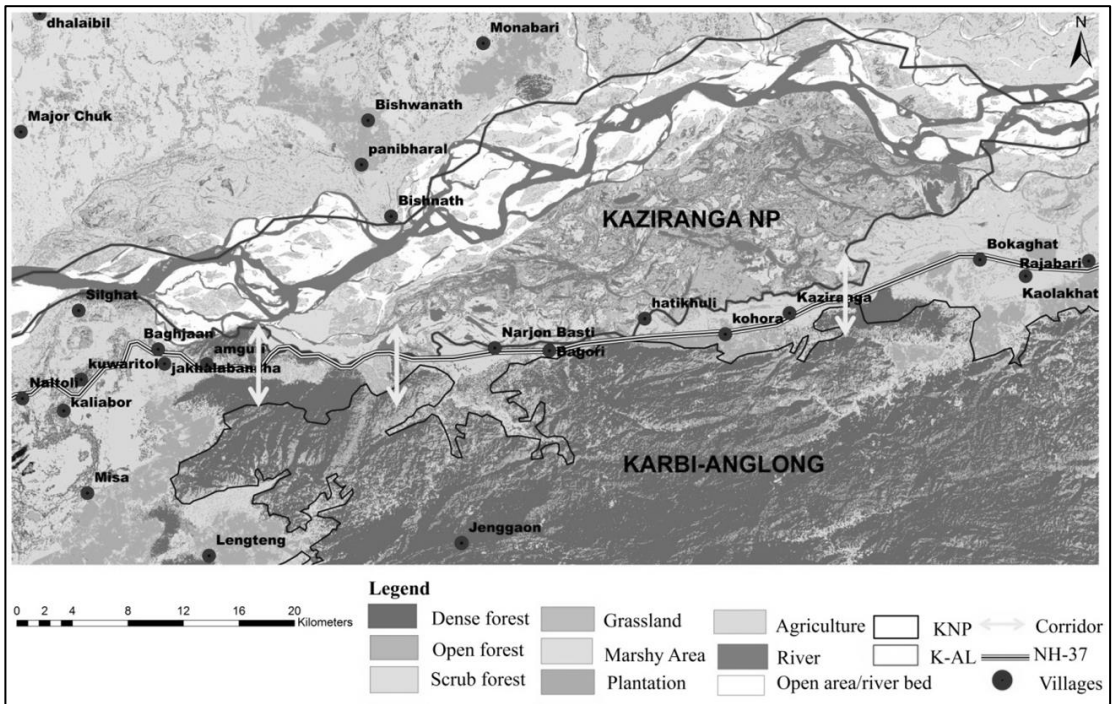 dhalaibil
Monabari
N
Bishwanath
Major Chuk
panibharal
Bishnath
KAZIRANGA NP
Bokaghat
Rajabari
Silghat
Kaziranga
Kaolakhat
hatikhuli
kohora
Baghjaan
Narjon Basti
amguli
Bagori
kuwaritol
jakhalabandha
Naltoli
kaliabor
KARBI-ANGLONG
Misa
Jenggaon
Lengteng
Legend
0 2 4 8 12 16 20
Kilometers
Dense forest Grassland Agriculture KNP Corridor
Open forest Marshy Area River K-AL NH-37
Scrub forest Plantation Open area/river bed Villages